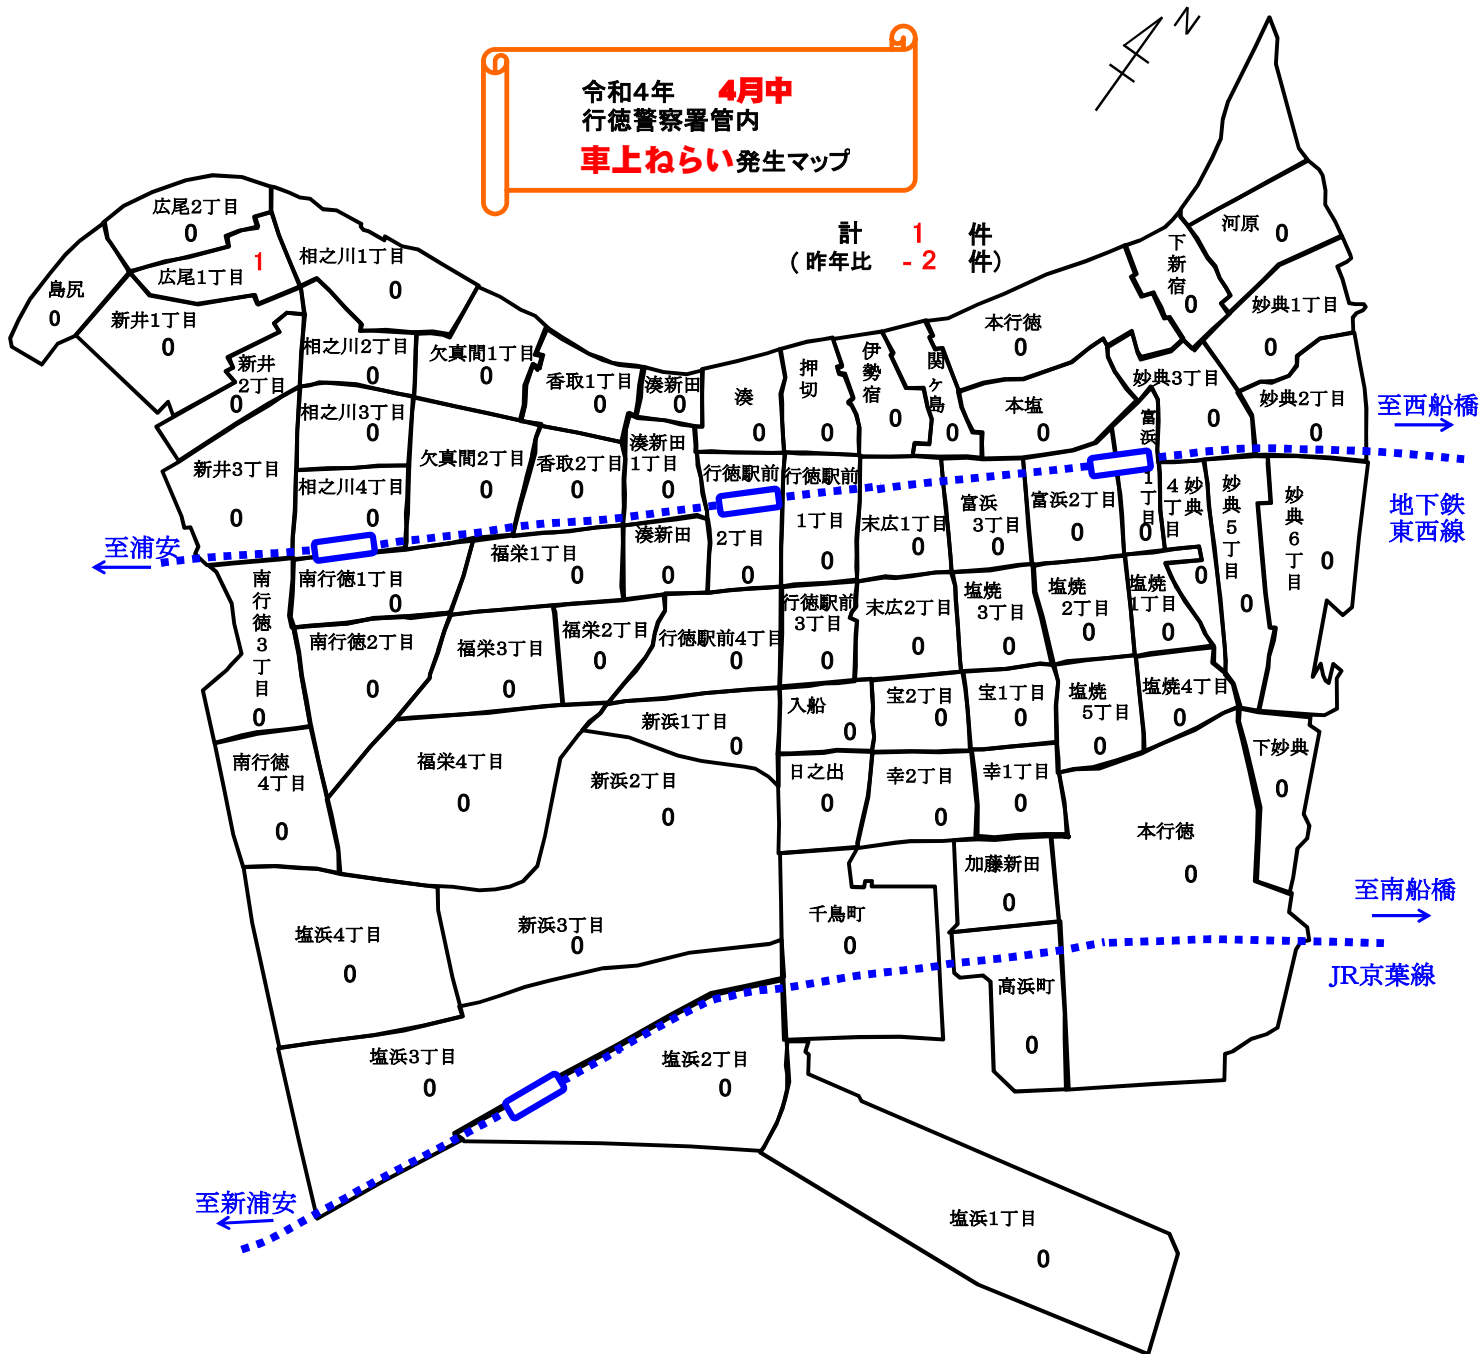 N
令和4年 4月中
行徳警察署管内
車上ねらい発生マップ
計 1 件
(昨年比 -2 件)
広尾2丁目
0
広尾1丁目
1
島尻
0
相之川1丁目
0
新井1丁目
0
新井
2丁目
0
相之川2丁目
0
欠真間1丁目
0
香取1丁目
0
湊新田
0
湊
0
押切
0
伊勢宿
0
関ヶ島
0
本行徳
0
本塩
0
下新宿
0
河原
0
妙典1丁目
0
妙典2丁目
0
妙典3丁目
0
富浜1丁目
0
至西船橋
地下鉄
東西線
新井3丁目
0
相之川3丁目
0
相之川4丁目
0
欠真間2丁目
0
香取2丁目
0
湊新田
1丁目
0
湊新田
2丁目
0
行徳駅前
0
行徳駅前
1丁目
0
末広1丁目
0
富浜
3丁目
0
富浜2丁目
0
妙典
4丁目
0
妙典5丁目
0
妙典6丁目
0
至浦安
南行徳3丁目
0
南行徳1丁目
0
福栄1丁目
0
南行徳2丁目
0
福栄3丁目
0
福栄2丁目
0
行徳駅前4丁目
0
行徳駅前
3丁目
0
末広2丁目
0
塩焼
3丁目
0
塩焼
2丁目
0
塩焼
1丁目
0
南行徳
4丁目
0
福栄4丁目
0
新浜1丁目
0
新浜2丁目
0
入船
0
宝2丁目
0
宝1丁目
0
塩焼
5丁目
0
塩焼4丁目
0
日之出
0
幸2丁目
0
幸1丁目
0
下妙典
0
本行徳
0
加藤新田
0
千鳥町
0
高浜町
0
塩浜4丁目
0
新浜3丁目
0
塩浜3丁目
0
塩浜2丁目
0
塩浜1丁目
0
至南船橋
JR京葉線
至新浦安